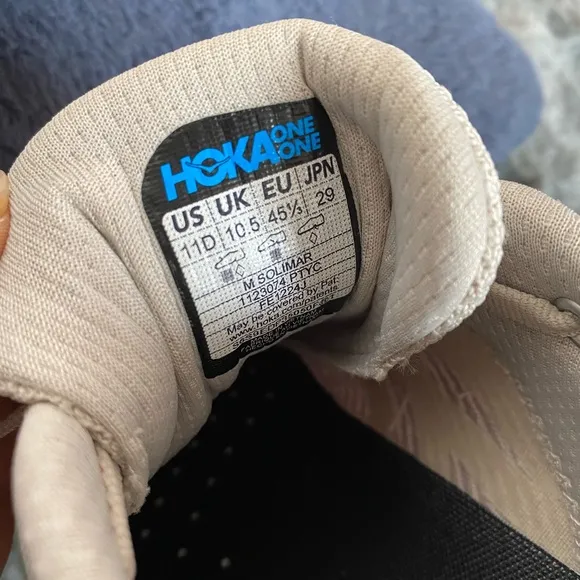 HOKA ONE ONE
US UK EU JPN
11D 10.5 45⅓ 29
M SOLIMAR
1123074 PTYC
May be covered by Pat.